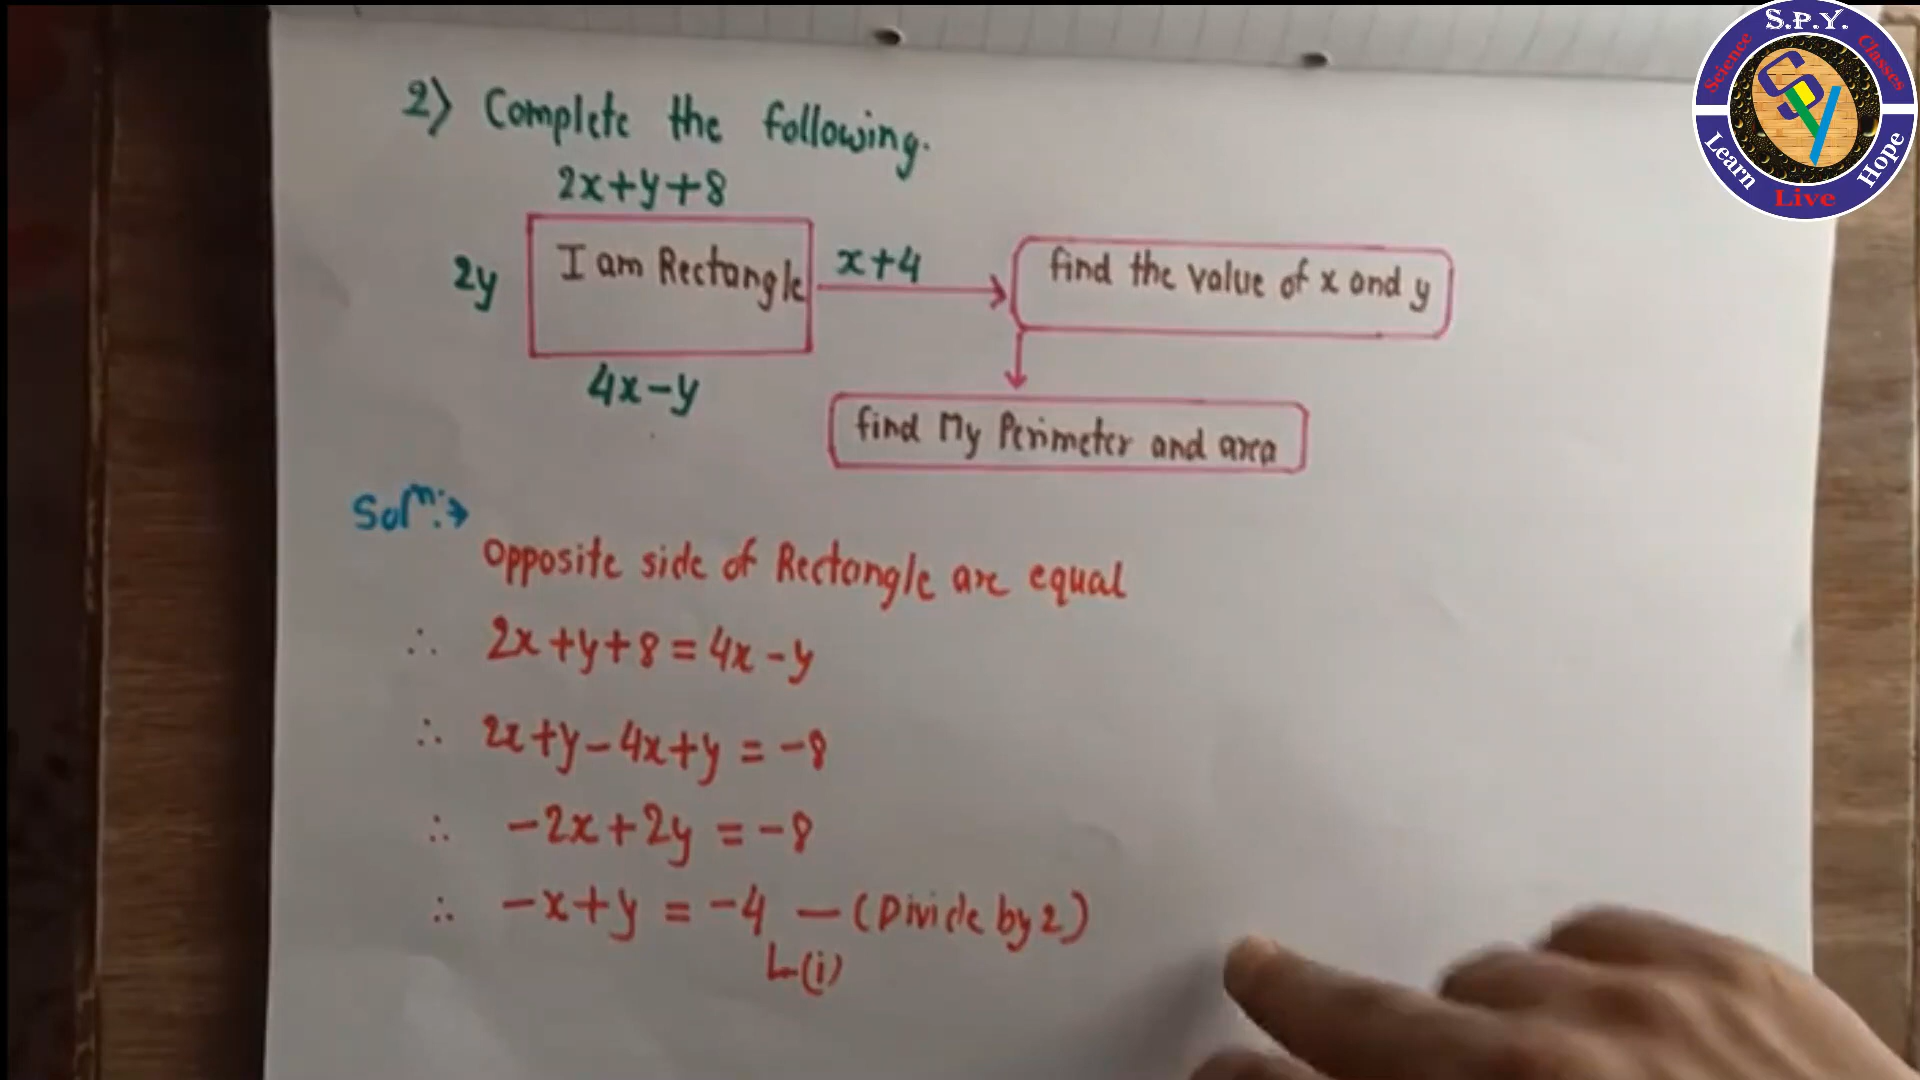 S.P.Y.
Science Classes
SPY
Learn Live Hope
2) Complete the following.
2x+y+8
2y I am Rectangle x+4 find the value of x and y
4x-y
find My Perimeter and area
Solⁿ:→
Opposite side of Rectangle are equal
∴ 2x+y+8=4x-y
∴ 2x+y-4x+y=-8
∴ -2x+2y=-8
∴ -x+y=-4 —(Divide by 2)
(i)